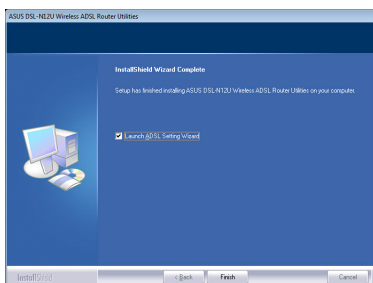 ASUS DSL-N12U Wireless ADSL Router Utilities
InstallShield Wizard Complete
Setup has finished installing ASUS DSL-N12U Wireless ADSL Router Utilities on your computer.
Launch ADSL Setting Wizard
InstallShield
< Back Finish Cancel